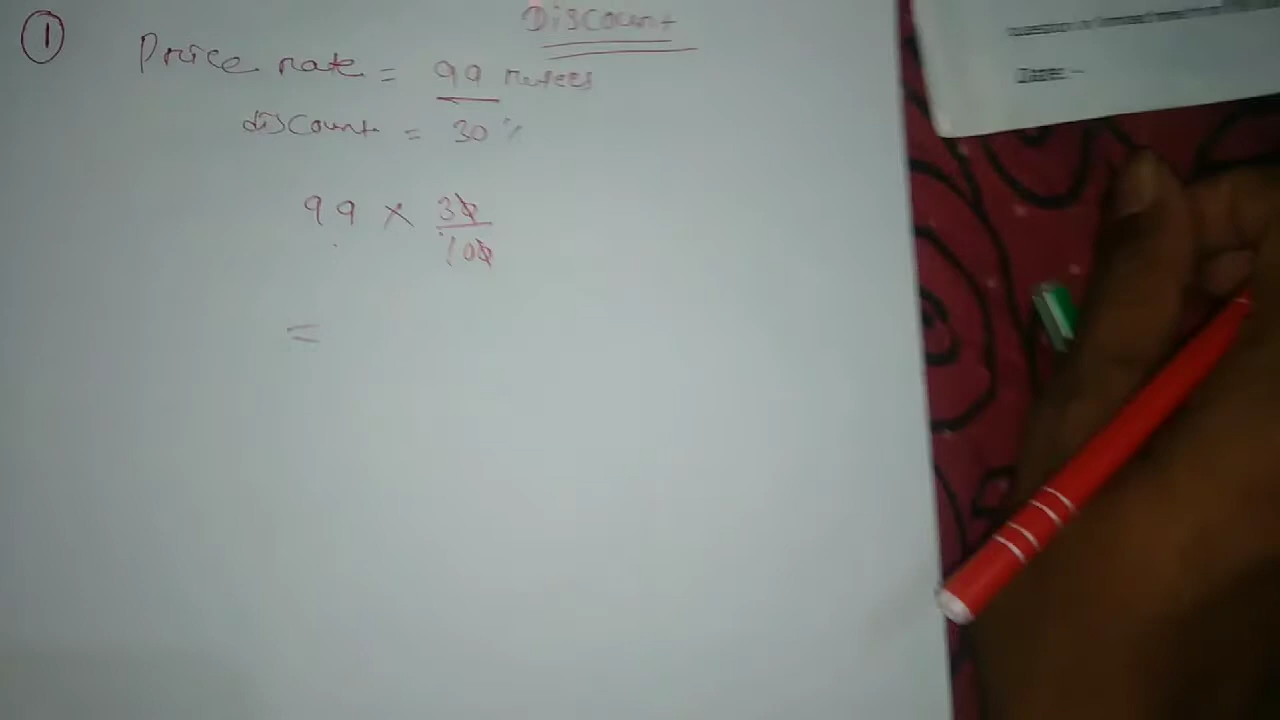 Discount
①
Price rate = 99 rupees
discount = 30%
99 × 30/100
=